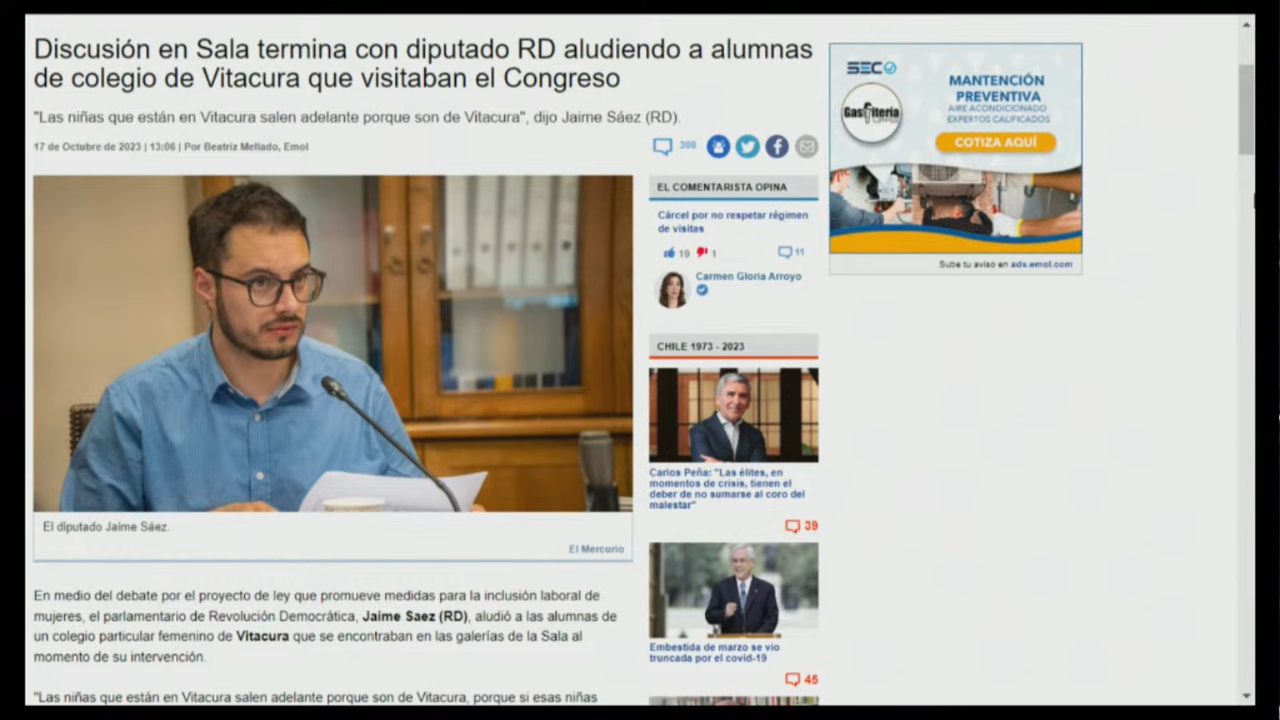 Discusión en Sala termina con diputado RD aludiendo a alumnas
de colegio de Vitacura que visitaban el Congreso
"Las niñas que están en Vitacura salen adelante porque son de Vitacura", dijo Jaime Sáez (RD).
17 de Octubre de 2023 | 13:06 | Por Beatriz Mellado, Emol
308
El diputado Jaime Sáez.
El Mercurio
En medio del debate por el proyecto de ley que promueve medidas para la inclusión laboral de
mujeres, el parlamentario de Revolución Democrática, Jaime Saez (RD), aludió a las alumnas de
un colegio particular femenino de Vitacura que se encontraban en las galerías de la Sala al
momento de su intervención.
"Las niñas que están en Vitacura salen adelante porque son de Vitacura, porque si esas niñas
EL COMENTARISTA OPINA
Cárcel por no respetar régimen
de visitas
19
1
11
Carmen Gloria Arroyo
CHILE 1973 - 2023
Carlos Peña: "Las élites, en
momentos de crisis, tienen el
deber de no sumarse al coro del
malestar"
39
Embestida de marzo se vio
truncada por el covid-19
45
SEC
Gasfitería
MANTENCIÓN
PREVENTIVA
AIRE ACONDICIONADO
EXPERTOS CALIFICADOS
COTIZA AQUÍ
Sube tu aviso en ads.emol.com